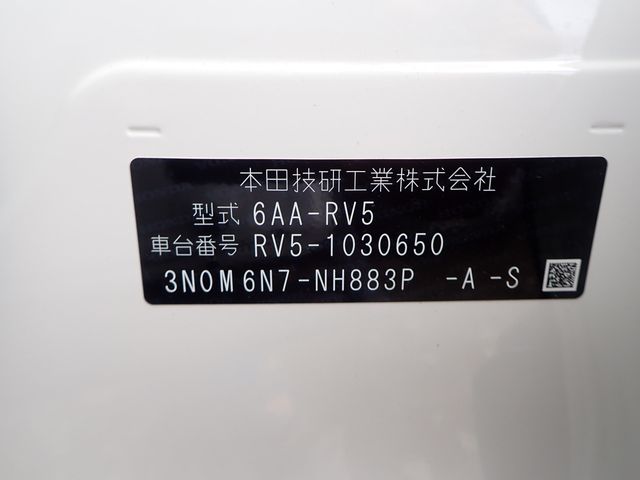 本田技研工業株式会社
型式 6AA-RV5
車台番号 RV5-1030650
3N0M6N7-NH883P -A -S